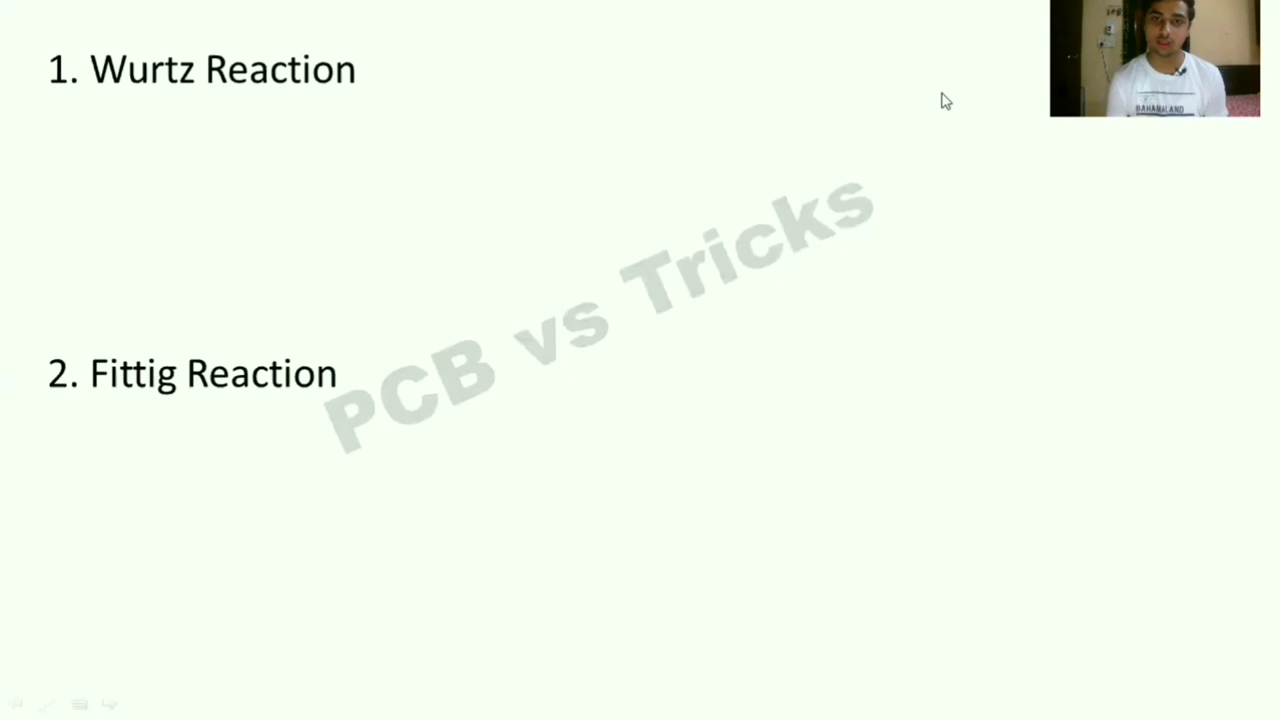 1. Wurtz Reaction
PCB vs Tricks
2. Fittig Reaction
BAHAMALAND